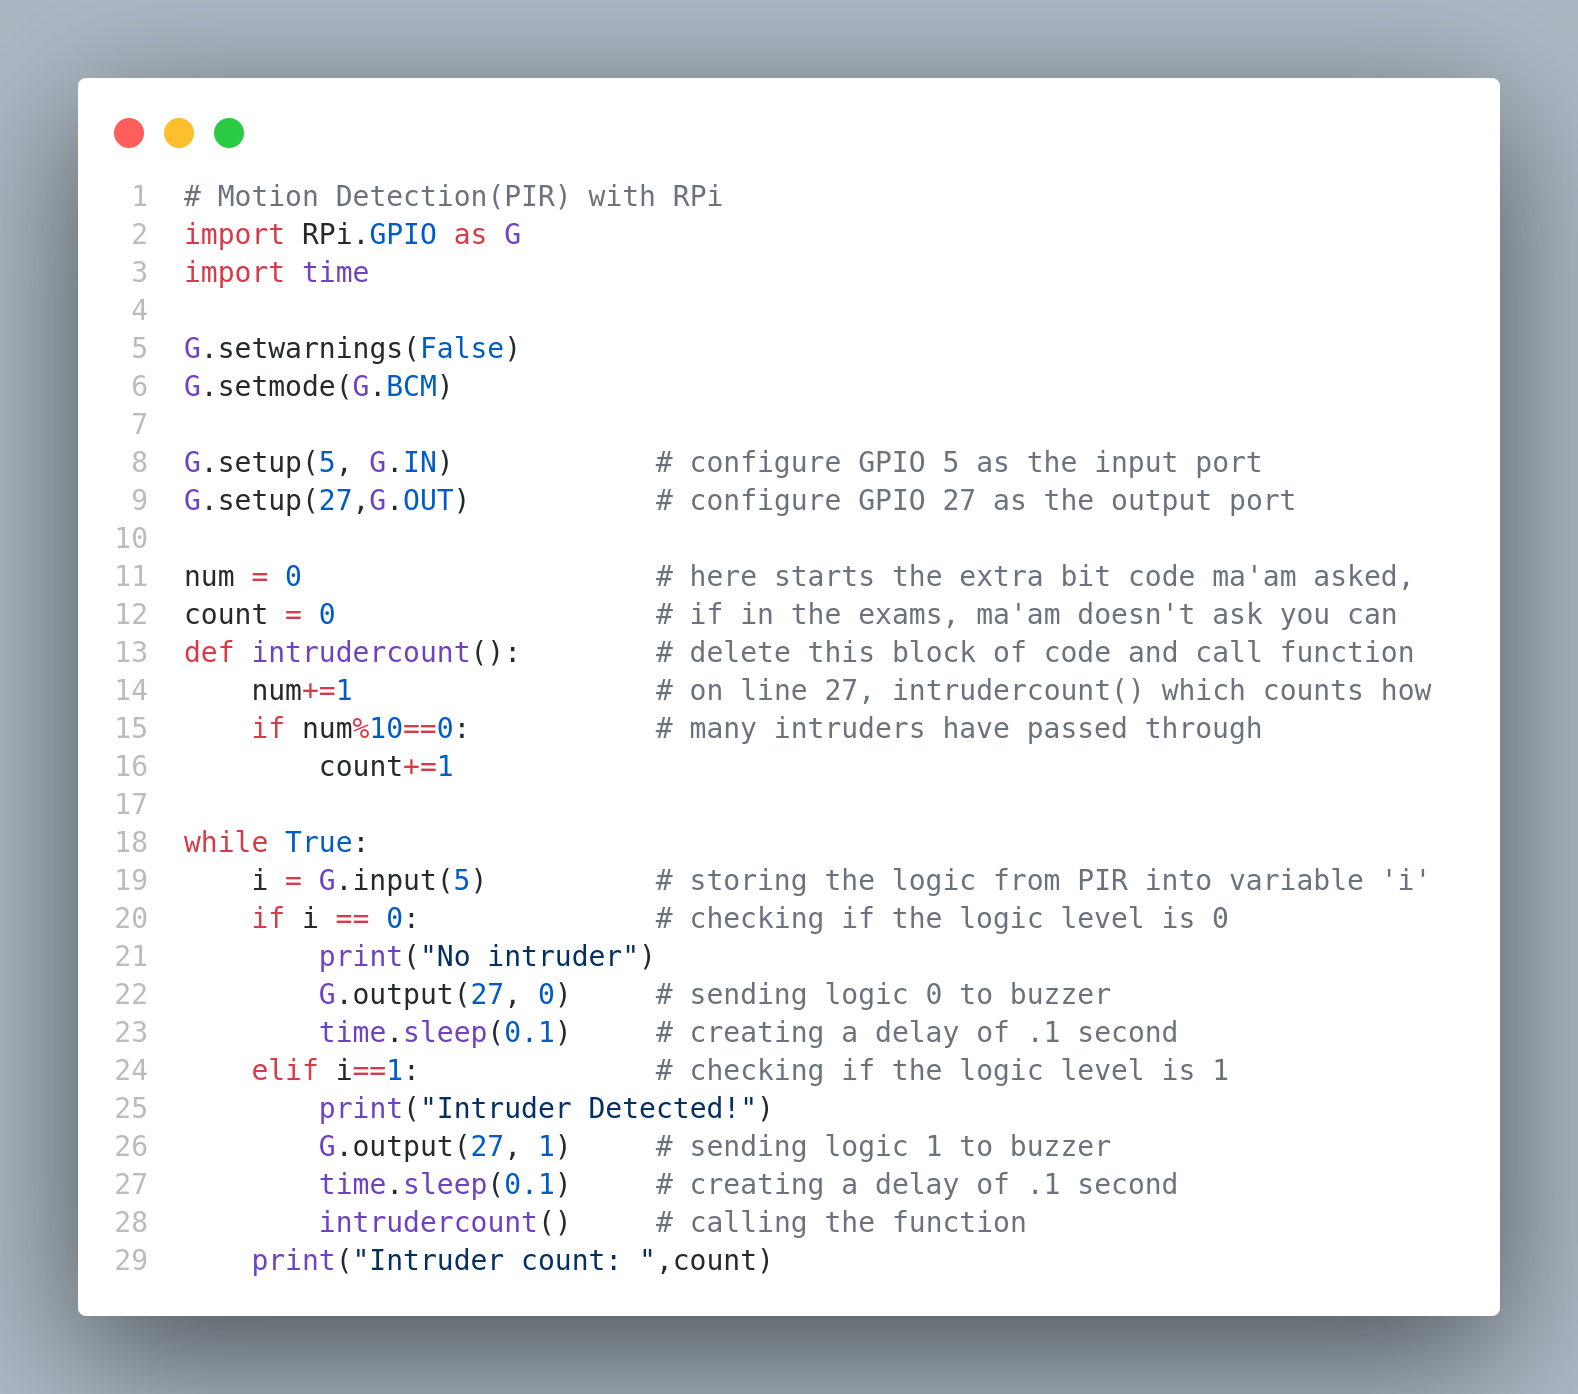 1 # Motion Detection(PIR) with RPi
2 import RPi.GPIO as G
3 import time
4
5 G.setwarnings(False)
6 G.setmode(G.BCM)
7
8 G.setup(5, G.IN)            # configure GPIO 5 as the input port
9 G.setup(27,G.OUT)           # configure GPIO 27 as the output port
10
11 num = 0                     # here starts the extra bit code ma'am asked,
12 count = 0                   # if in the exams, ma'am doesn't ask you can
13 def intrudercount():        # delete this block of code and call function
14     num+=1                  # on line 27, intrudercount() which counts how
15     if num%10==0:           # many intruders have passed through
16         count+=1
17
18 while True:
19     i = G.input(5)          # storing the logic from PIR into variable 'i'
20     if i == 0:              # checking if the logic level is 0
21         print("No intruder")
22         G.output(27, 0)     # sending logic 0 to buzzer
23         time.sleep(0.1)     # creating a delay of .1 second
24     elif i==1:              # checking if the logic level is 1
25         print("Intruder Detected!")
26         G.output(27, 1)     # sending logic 1 to buzzer
27         time.sleep(0.1)     # creating a delay of .1 second
28         intrudercount()     # calling the function
29     print("Intruder count: ",count)